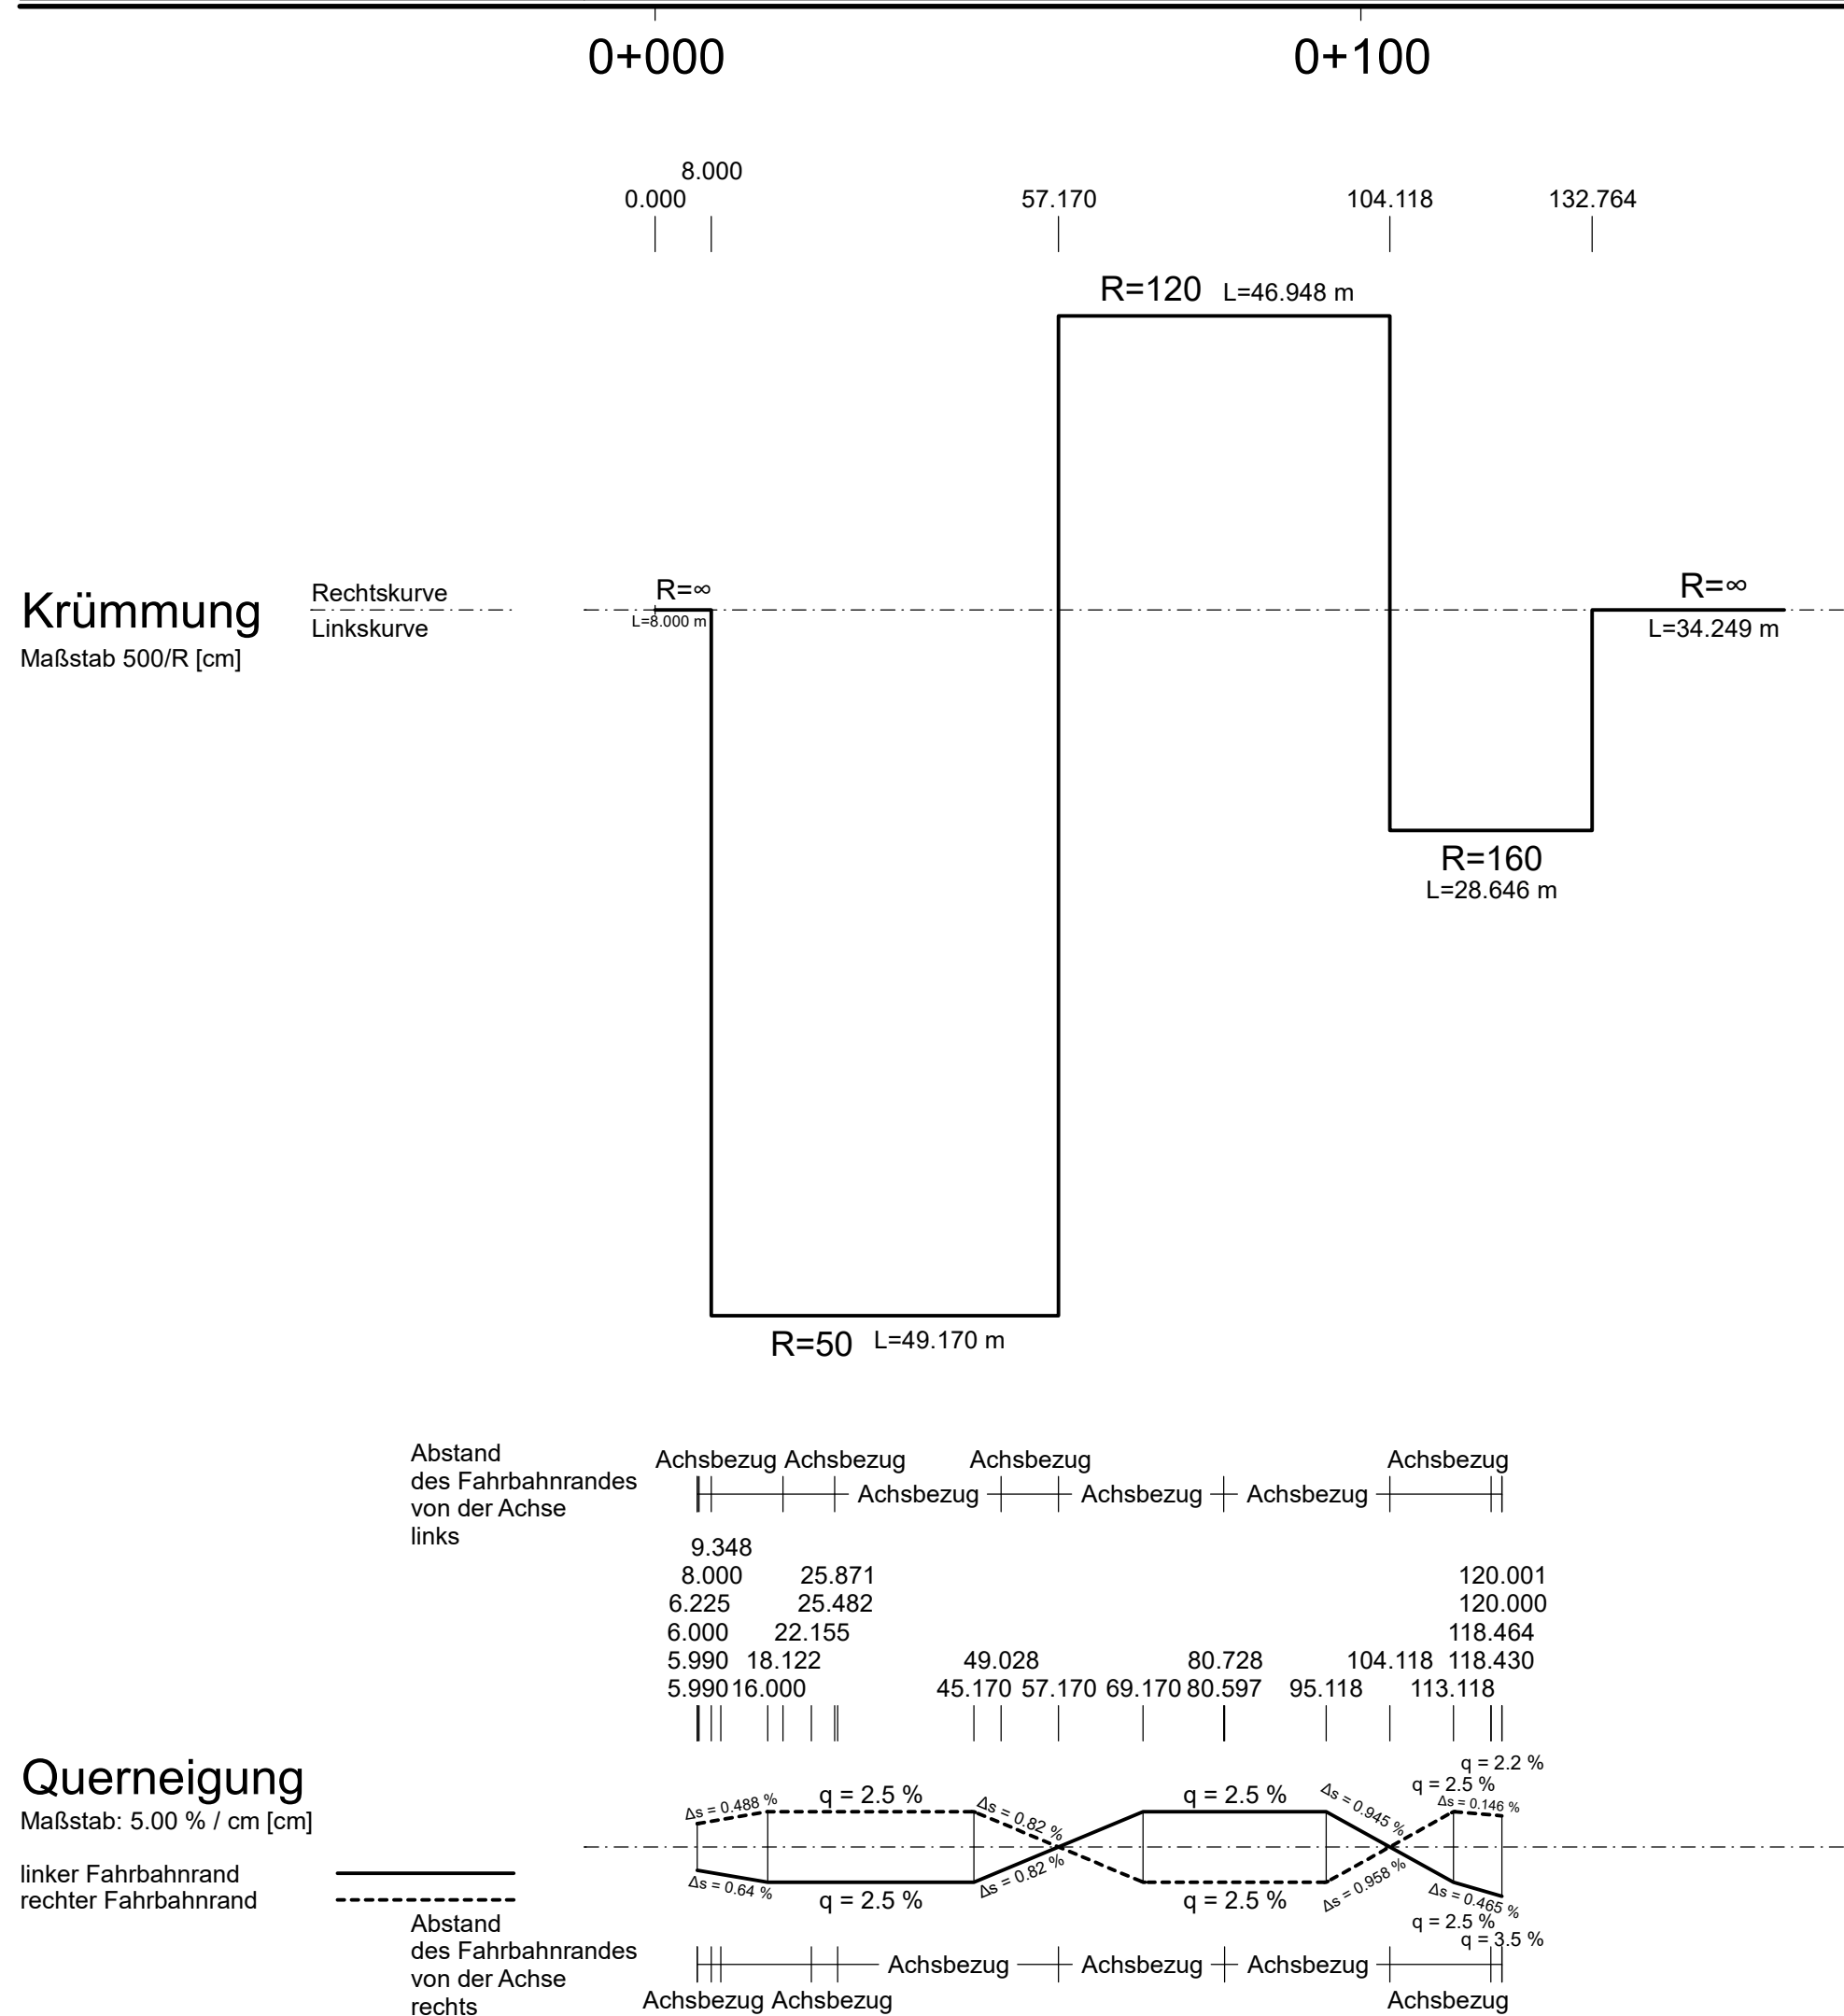 0+000 0+100
8.000
0.000 57.170 104.118 132.764
R=120 L=46.948 m
R=∞ R=∞
L=8.000 m L=34.249 m
Krümmung
Rechtskurve
Linkskurve
Maßstab 500/R [cm]
R=160
L=28.646 m
R=50 L=49.170 m
Abstand
des Fahrbahnrandes
von der Achse
links
Achsbezug Achsbezug Achsbezug Achsbezug
Achsbezug Achsbezug Achsbezug
9.348
8.000 25.871 120.001
6.225 25.482 120.000
6.000 22.155 118.464
5.990 18.122 49.028 80.728 104.118 118.430
5.990 16.000 45.170 57.170 69.170 80.597 95.118 113.118
Querneigung
Maßstab: 5.00 % / cm [cm]
q = 2.2 %
q = 2.5 %
Δs = 0.488 % q = 2.5 % Δs = 0.82 % q = 2.5 % Δs = 0.945 % Δs = 0.146 %
linker Fahrbahnrand
rechter Fahrbahnrand
Δs = 0.64 % q = 2.5 % Δs = 0.82 % q = 2.5 % Δs = 0.958 % Δs = 0.465 %
q = 2.5 %
q = 3.5 %
Abstand
des Fahrbahnrandes
von der Achse
rechts
Achsbezug Achsbezug Achsbezug
Achsbezug Achsbezug Achsbezug